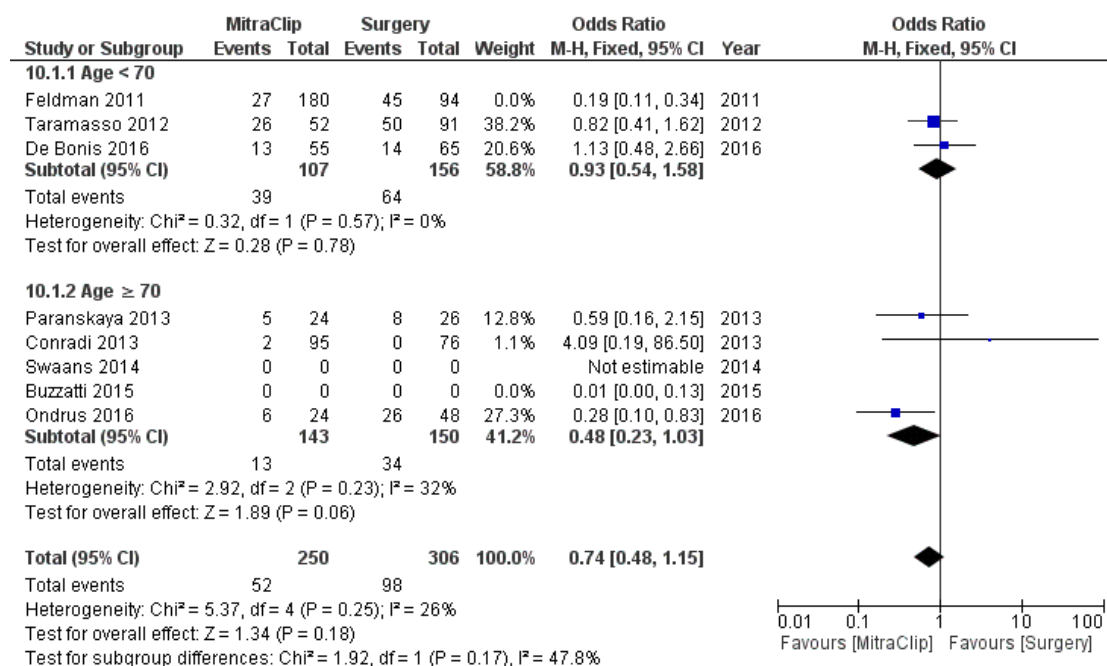 MitraClip Surgery Odds Ratio Odds Ratio
Study or Subgroup Events Total Events Total Weight M-H, Fixed, 95% CI Year M-H, Fixed, 95% CI
10.1.1 Age < 70
Feldman 2011 27 180 45 94 0.0% 0.19 [0.11, 0.34] 2011
Taramasso 2012 26 52 50 91 38.2% 0.82 [0.41, 1.62] 2012
De Bonis 2016 13 55 14 65 20.6% 1.13 [0.48, 2.66] 2016
Subtotal (95% CI) 107 156 58.8% 0.93 [0.54, 1.58]
Total events 39 64
Heterogeneity: Chi² = 0.32, df = 1 (P = 0.57); I² = 0%
Test for overall effect: Z = 0.28 (P = 0.78)
10.1.2 Age ≥ 70
Paranskaya 2013 5 24 8 26 12.8% 0.59 [0.16, 2.15] 2013
Conradi 2013 2 95 0 76 1.1% 4.09 [0.19, 86.50] 2013
Swaans 2014 0 0 0 0 Not estimable 2014
Buzzatti 2015 0 0 0 0 0.0% 0.01 [0.00, 0.13] 2015
Ondrus 2016 6 24 26 48 27.3% 0.28 [0.10, 0.83] 2016
Subtotal (95% CI) 143 150 41.2% 0.48 [0.23, 1.03]
Total events 13 34
Heterogeneity: Chi² = 2.92, df = 2 (P = 0.23); I² = 32%
Test for overall effect: Z = 1.89 (P = 0.06)
Total (95% CI) 250 306 100.0% 0.74 [0.48, 1.15]
Total events 52 98
Heterogeneity: Chi² = 5.37, df = 4 (P = 0.25); I² = 26%
Test for overall effect: Z = 1.34 (P = 0.18)
Test for subgroup differences: Chi² = 1.92, df = 1 (P = 0.17), I² = 47.8%
0.01 0.1 1 10 100
Favours [MitraClip] Favours [Surgery]